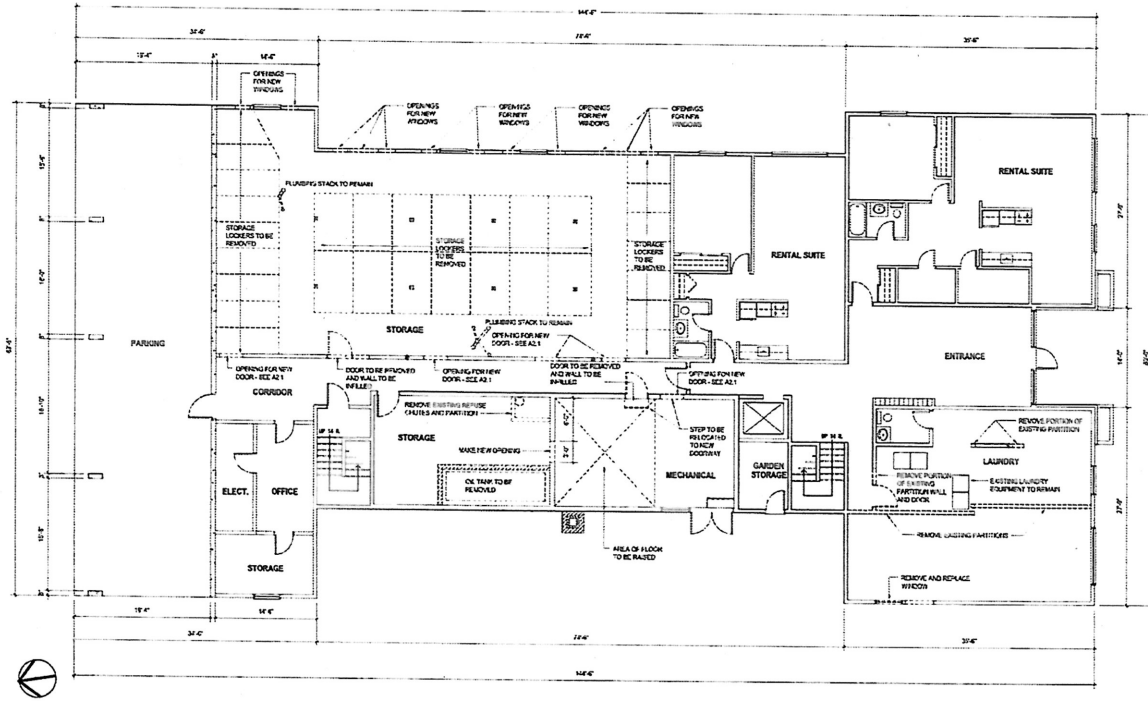 OPENINGS
FOR NEW
WINDOWS
OPENINGS
FOR NEW
WINDOWS
OPENINGS
FOR NEW
WINDOWS
OPENINGS
FOR NEW
WINDOWS
OPENINGS
FOR NEW
WINDOWS
PLUMBING STACK TO REMAIN
STORAGE
LOCKERS TO BE
REMOVED
STORAGE
LOCKERS
TO BE
REMOVED
STORAGE
LOCKERS
TO BE
REMOVED
RENTAL SUITE
RENTAL SUITE
STORAGE
PLUMBING STACK TO REMAIN
OPENING FOR NEW
DOOR - SEE A2.1
PARKING
ENTRANCE
OPENING FOR NEW
DOOR - SEE A2.1
DOOR TO BE REMOVED
AND WALL TO BE
INFILLED
OPENING FOR NEW
DOOR - SEE A2.1
DOOR TO BE REMOVED
AND WALL TO BE
INFILLED
OPENING FOR NEW
DOOR - SEE A2.1
CORRIDOR
REMOVE EXISTING REFUSE
CHUTES AND PARTITION
STORAGE
MAKE NEW OPENING
OIL TANK TO BE
REMOVED
STEP TO BE
RELOCATED
TO NEW
DOORWAY
MECHANICAL
GARDEN
STORAGE
REMOVE PORTION OF
EXISTING PARTITION
LAUNDRY
REMOVE PORTION
OF EXISTING
PARTITION WALL
AND DOOR
EXISTING LAUNDRY
EQUIPMENT TO REMAIN
ELECT.
OFFICE
STORAGE
AREA OF FLOOR
TO BE RAISED
REMOVE EXISTING PARTITIONS
REMOVE AND REPLACE
WINDOW